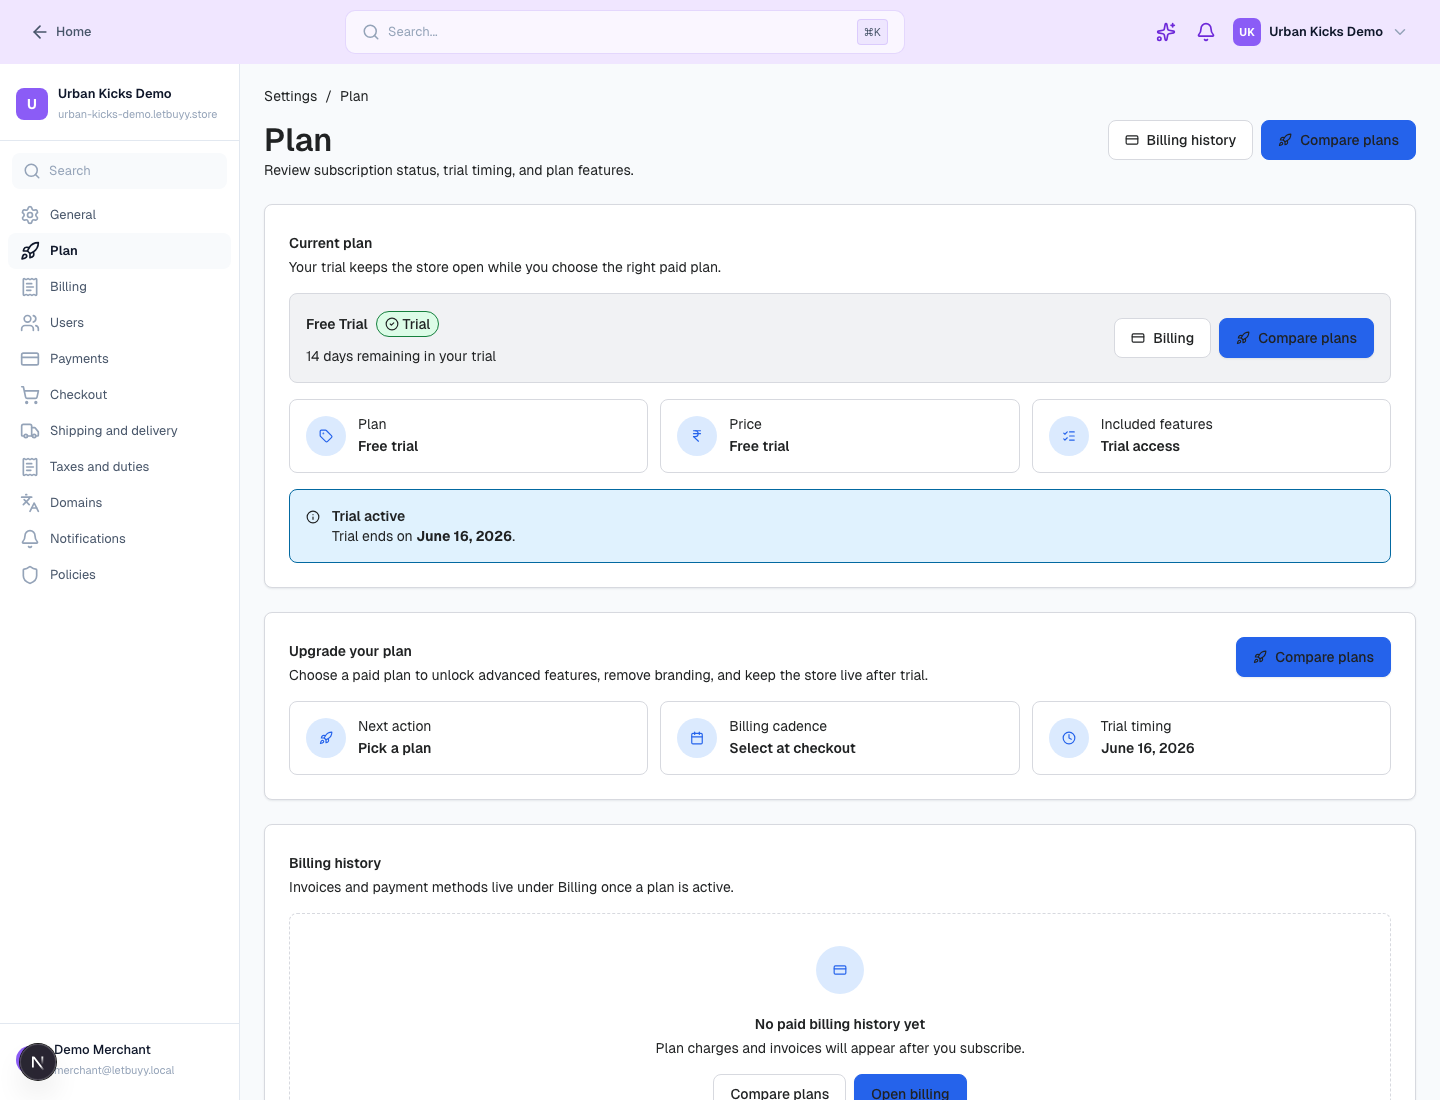 Home
Search...
⌘K
UK
Urban Kicks Demo
U
Urban Kicks Demo
urban-kicks-demo.letbuyy.store
Search
General
Plan
Billing
Users
Payments
Checkout
Shipping and delivery
Taxes and duties
Domains
Notifications
Policies
Demo Merchant
merchant@letbuyy.local
N
Settings / Plan
Plan
Review subscription status, trial timing, and plan features.
Billing history
Compare plans
Current plan
Your trial keeps the store open while you choose the right paid plan.
Free Trial
Trial
14 days remaining in your trial
Billing
Compare plans
Plan
Free trial
Price
Free trial
Included features
Trial access
Trial active
Trial ends on June 16, 2026.
Upgrade your plan
Choose a paid plan to unlock advanced features, remove branding, and keep the store live after trial.
Compare plans
Next action
Pick a plan
Billing cadence
Select at checkout
Trial timing
June 16, 2026
Billing history
Invoices and payment methods live under Billing once a plan is active.
No paid billing history yet
Plan charges and invoices will appear after you subscribe.
Compare plans
Open billing